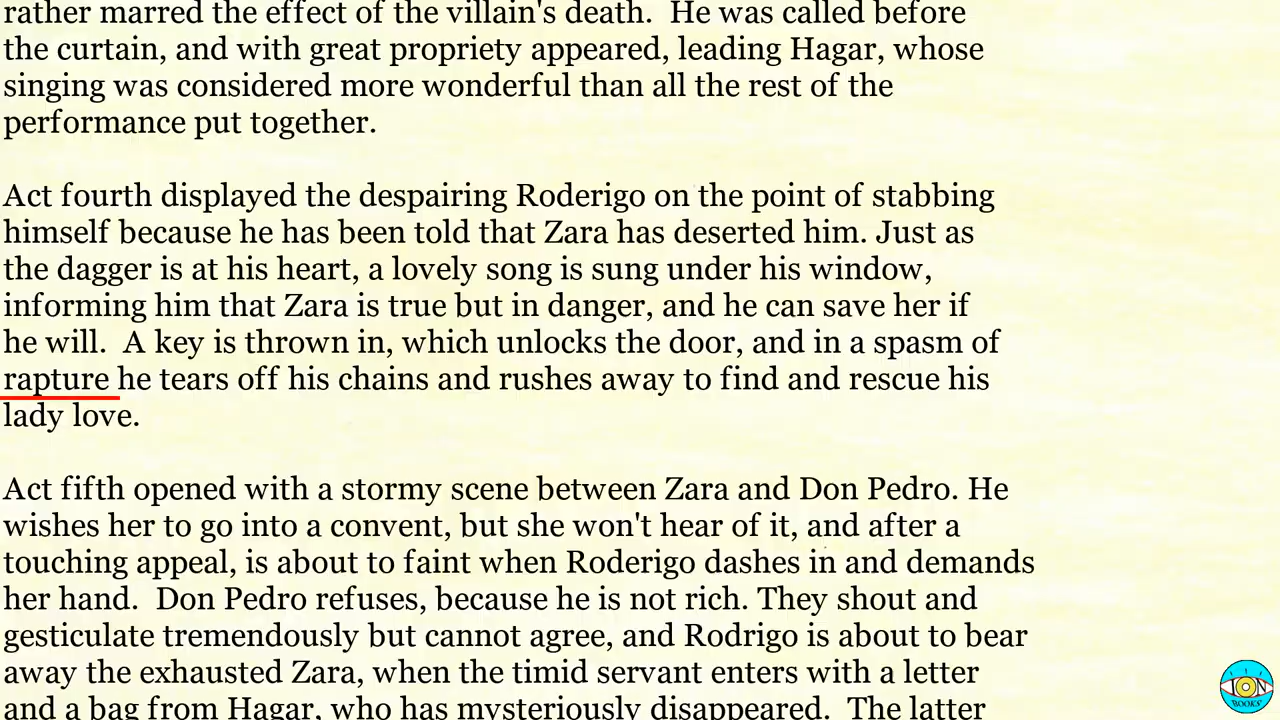 rather marred the effect of the villain's death.  He was called before
the curtain, and with great propriety appeared, leading Hagar, whose
singing was considered more wonderful than all the rest of the
performance put together.
Act fourth displayed the despairing Roderigo on the point of stabbing
himself because he has been told that Zara has deserted him. Just as
the dagger is at his heart, a lovely song is sung under his window,
informing him that Zara is true but in danger, and he can save her if
he will.  A key is thrown in, which unlocks the door, and in a spasm of
rapture he tears off his chains and rushes away to find and rescue his
lady love.
Act fifth opened with a stormy scene between Zara and Don Pedro. He
wishes her to go into a convent, but she won't hear of it, and after a
touching appeal, is about to faint when Roderigo dashes in and demands
her hand.  Don Pedro refuses, because he is not rich. They shout and
gesticulate tremendously but cannot agree, and Rodrigo is about to bear
away the exhausted Zara, when the timid servant enters with a letter
and a bag from Hagar, who has mysteriously disappeared.  The latter
ION
BOOKS